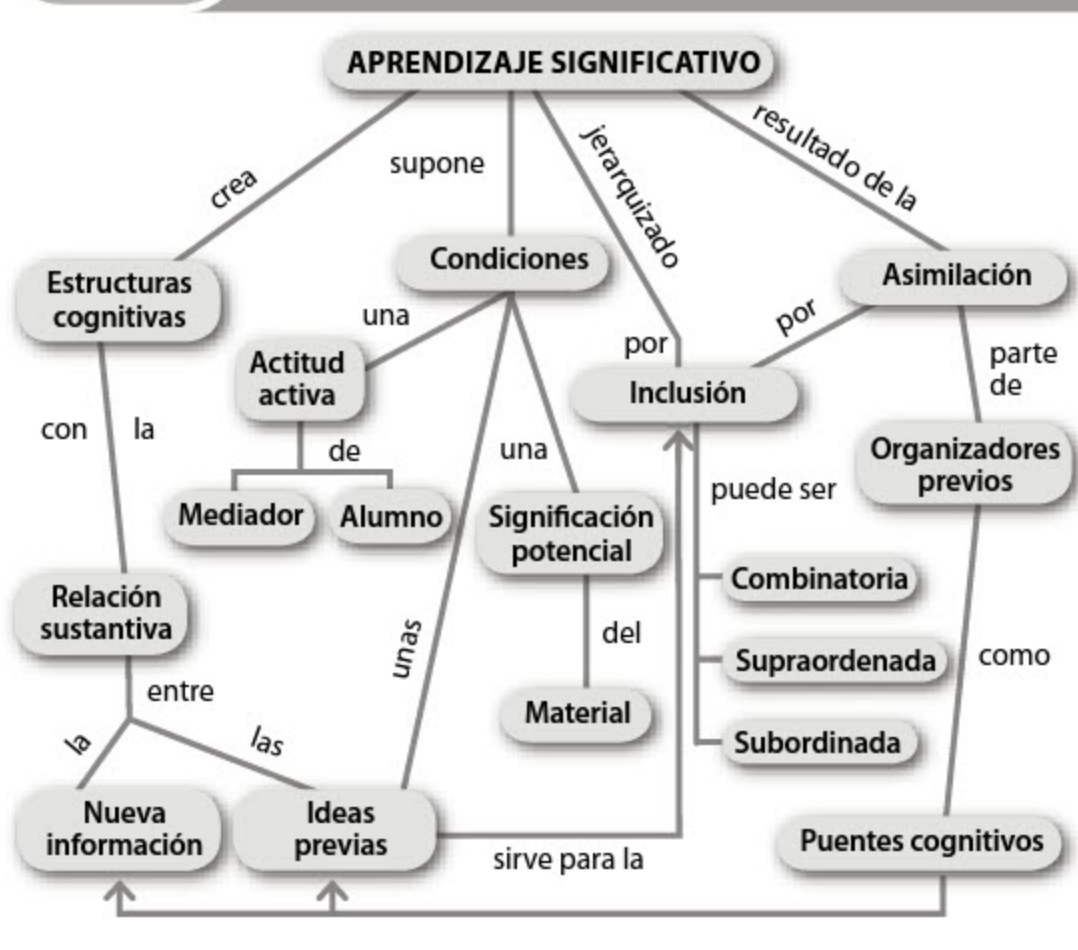 APRENDIZAJE SIGNIFICATIVO
crea
supone
jerarquizado
resultado de la
Estructuras
cognitivas
Condiciones
Asimilación
una
por
por
parte
de
Actitud
activa
Inclusión
con
la
de
una
Organizadores
previos
puede ser
Mediador
Alumno
Significación
potencial
Combinatoria
Relación
sustantiva
unas
del
Supraordenada
como
entre
Material
Subordinada
la
las
Nueva
información
Ideas
previas
sirve para la
Puentes cognitivos